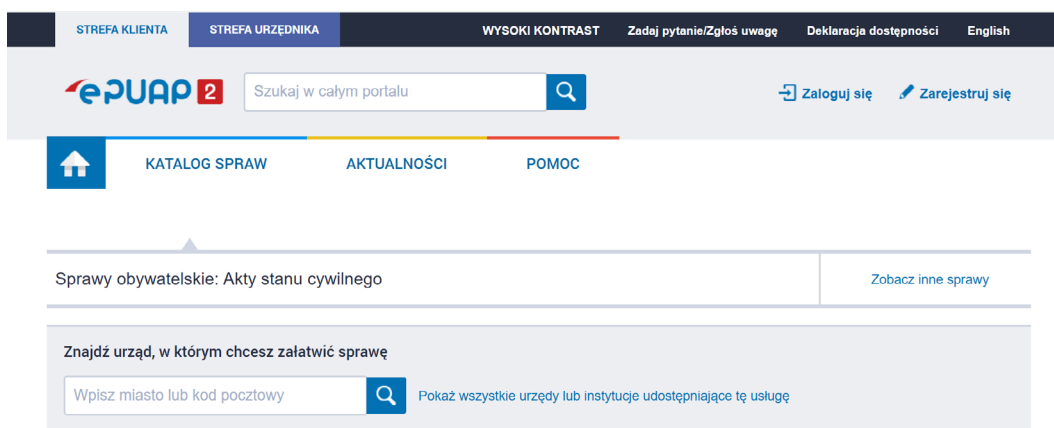 STREFA KLIENTA STREFA URZĘDNIKA WYSOKI KONTRAST Zadaj pytanie/Zgłoś uwagę Deklaracja dostępności English
ePUAP 2 Szukaj w całym portalu Zaloguj się Zarejestruj się
KATALOG SPRAW AKTUALNOŚCI POMOC
Sprawy obywatelskie: Akty stanu cywilnego Zobacz inne sprawy
Znajdź urząd, w którym chcesz załatwić sprawę
Wpisz miasto lub kod pocztowy Pokaż wszystkie urzędy lub instytucje udostępniające tę usługę